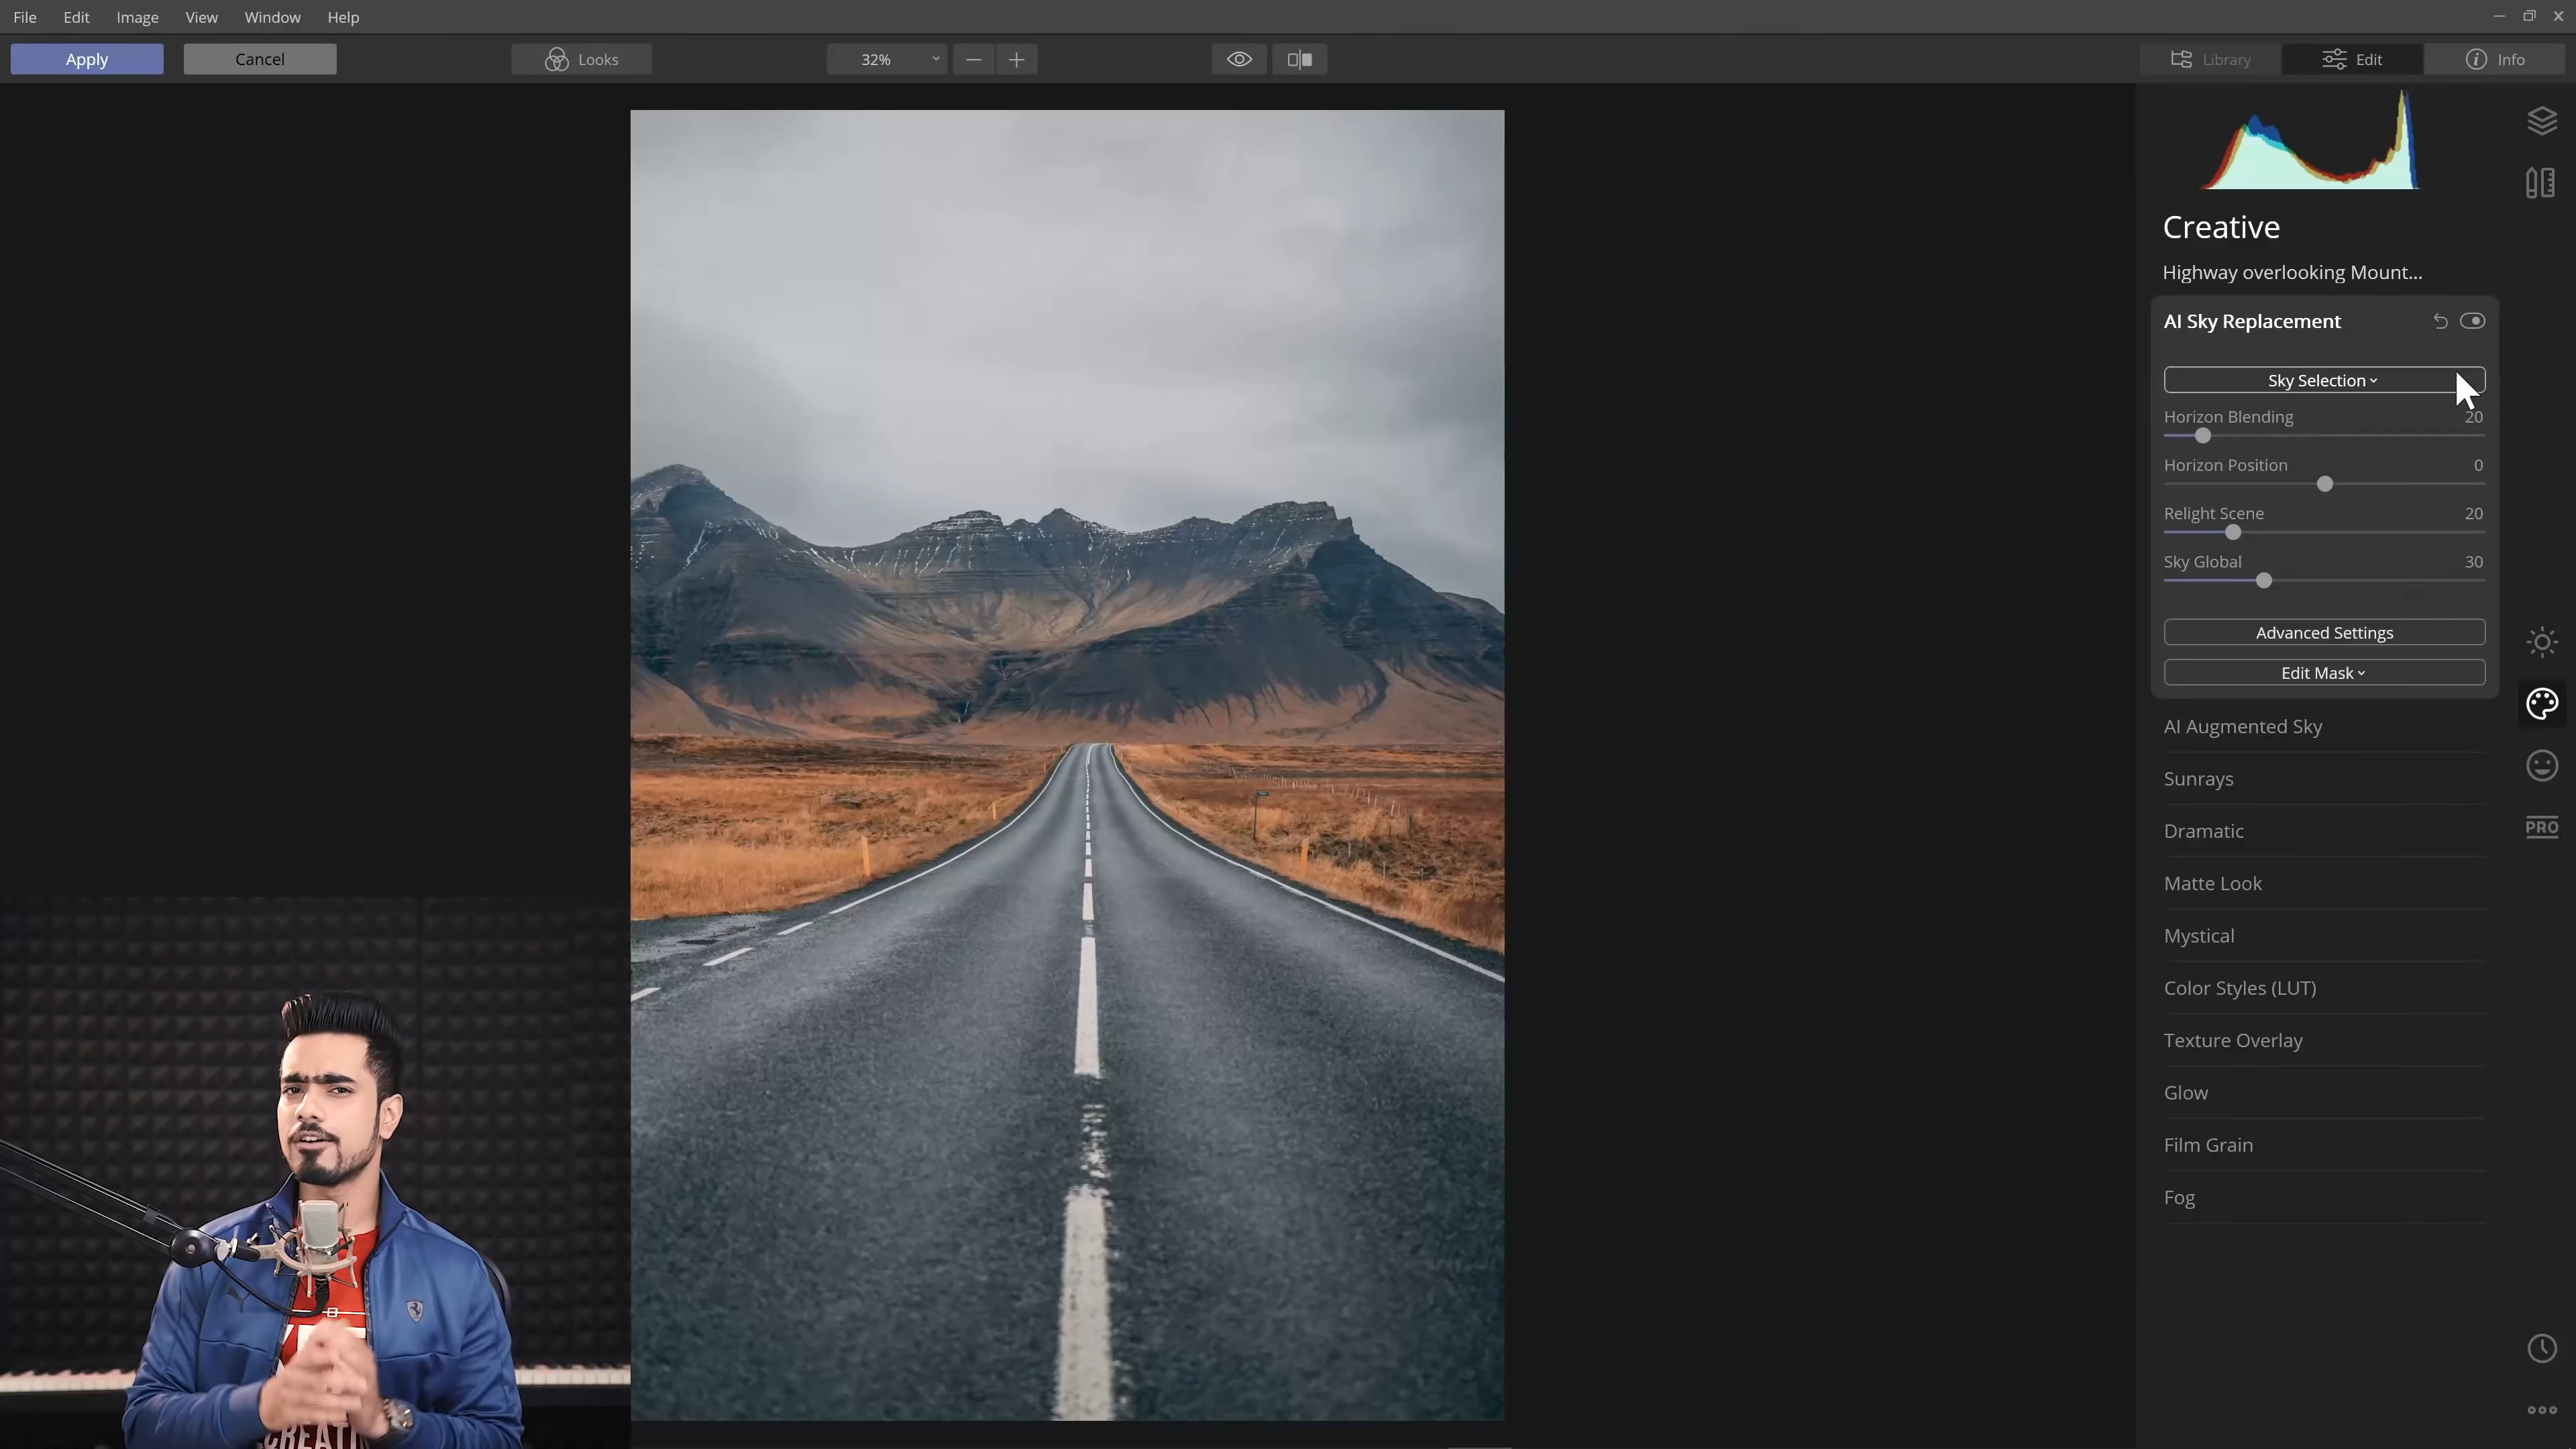 File Edit Image View Window Help
Apply Cancel Looks 32% Library Edit Info
Creative
Highway overlooking Mount...
AI Sky Replacement
Sky Selection
Horizon Blending 20
Horizon Position 0
Relight Scene 20
Sky Global 30
Advanced Settings
Edit Mask
AI Augmented Sky
Sunrays
Dramatic
PRO
Matte Look
Mystical
Color Styles (LUT)
Texture Overlay
Glow
Film Grain
Fog